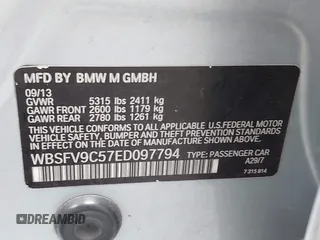 MFD BY BMW M GMBH
09/13
GVWR 5315 lbs 2411 kg
GAWR FRONT 2600 lbs 1179 kg
GAWR REAR 2780 lbs 1261 kg
THIS VEHICLE CONFORMS TO ALL APPLICABLE
U.S. FEDERAL MOTOR VEHICLE SAFETY, BUMPER, AND
THEFT PREVENTION STANDARDS IN EFFECT ON THE DATE OF
MANUFACTURE SHOWN ABOVE.
WBSFV9C57ED097794 TYPE: PASSENGER CAR
A29/7
7 215 814
DREAMBID